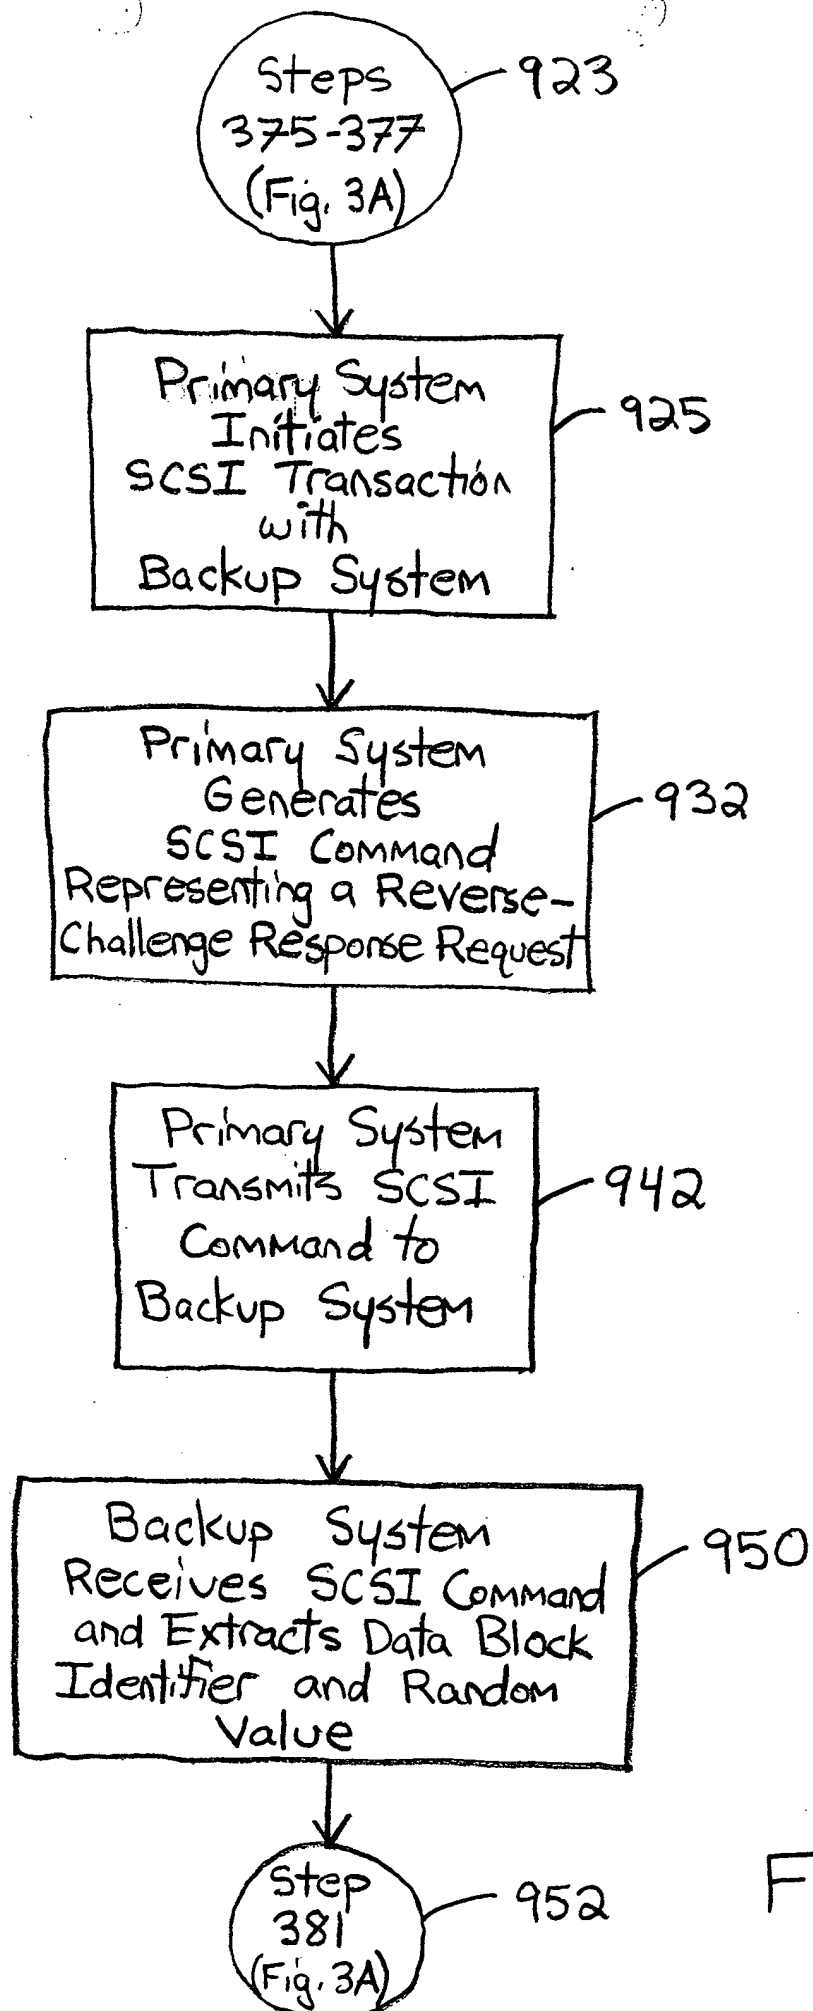 Steps
375-377
(Fig. 3A)
923
Primary System
Initiates
SCSI Transaction
with
Backup System
925
Primary System
Generates
SCSI Command
Representing a Reverse-
Challenge Response Request
932
Primary System
Transmits SCSI
Command to
Backup System
942
Backup System
Receives SCSI Command
and Extracts Data Block
Identifier and Random
Value
950
Step
381
(Fig. 3A)
952
F